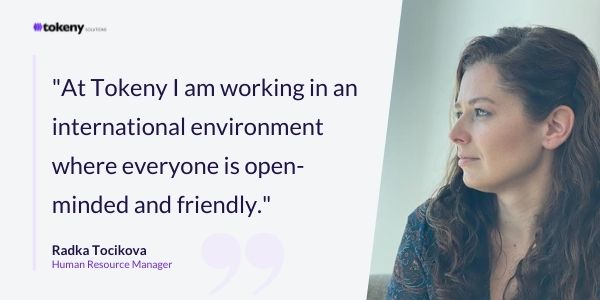 tokeny SOLUTIONS
"At Tokeny I am working in an
international environment
where everyone is open-
minded and friendly."
Radka Tocikova
Human Resource Manager